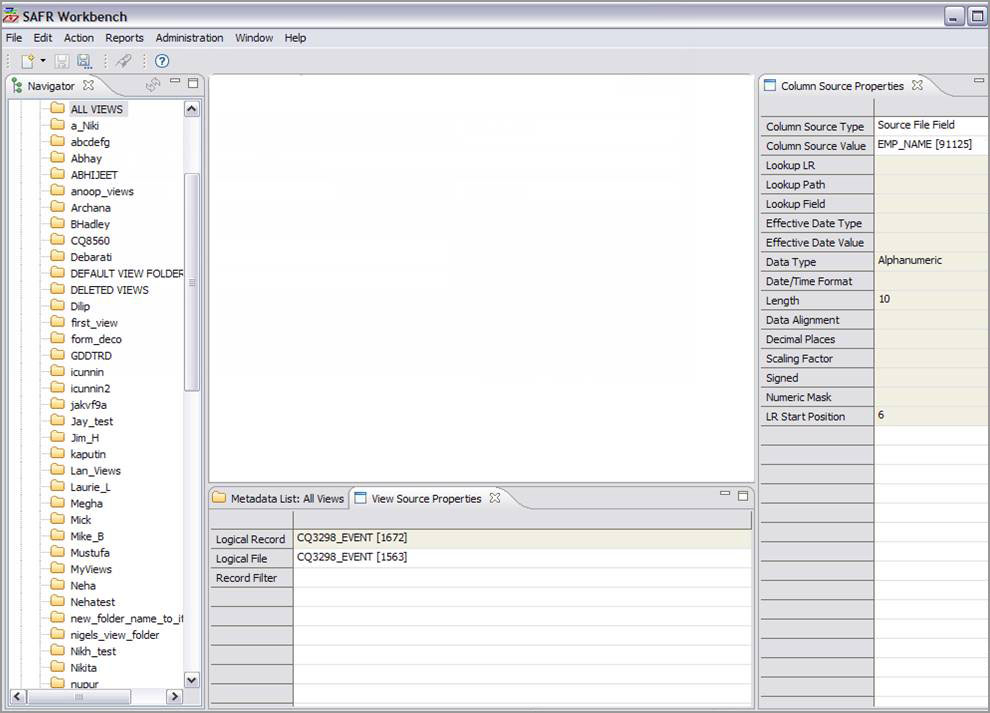 SAFR Workbench
File Edit Action Reports Administration Window Help
Navigator
ALL VIEWS
a_Niki
abcdefg
Abhay
ABHIJEET
anoop_views
Archana
BHadley
CQ8560
Debarati
DEFAULT VIEW FOLDER
DELETED VIEWS
Dilip
first_view
form_deco
GDDTRD
icunnin
icunnin2
jakvf9a
Jay_test
Jim_H
kaputin
Lan_Views
Laurie_L
Megha
Mick
Mike_B
Mustufa
MyViews
Neha
Nehatest
new_folder_name_to_if
nigels_view_folder
Nikh_test
Nikita
nupur
Metadata List: All Views
View Source Properties
Logical Record CQ3298_EVENT [1672]
Logical File CQ3298_EVENT [1563]
Record Filter
Column Source Properties
Column Source Type Source File Field
Column Source Value EMP_NAME [91125]
Lookup LR
Lookup Path
Lookup Field
Effective Date Type
Effective Date Value
Data Type Alphanumeric
Date/Time Format
Length 10
Data Alignment
Decimal Places
Scaling Factor
Signed
Numeric Mask
LR Start Position 6